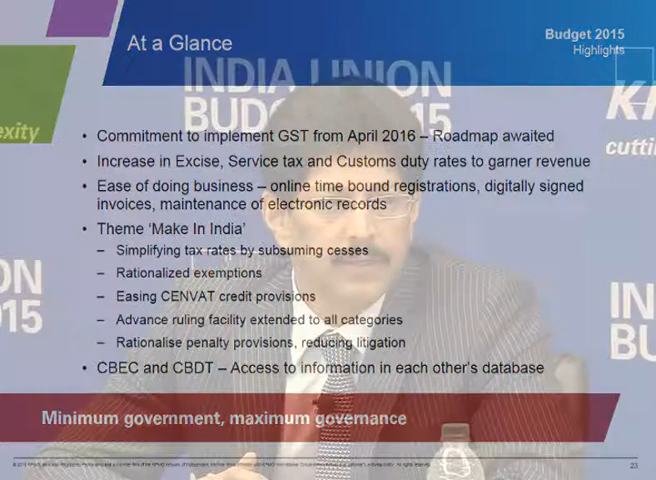 At a Glance
Budget 2015
Highlights
INDIA UNION
BUDG 15
exity
K
cutti
• Commitment to implement GST from April 2016 – Roadmap awaited
• Increase in Excise, Service tax and Customs duty rates to garner revenue
• Ease of doing business – online time bound registrations, digitally signed
invoices, maintenance of electronic records
• Theme 'Make In India'
– Simplifying tax rates by subsuming cesses
– Rationalized exemptions
– Easing CENVAT credit provisions
– Advance ruling facility extended to all categories
– Rationalise penalty provisions, reducing litigation
• CBEC and CBDT – Access to information in each other's database
ON
15
IN
BU
Minimum government, maximum governance
23